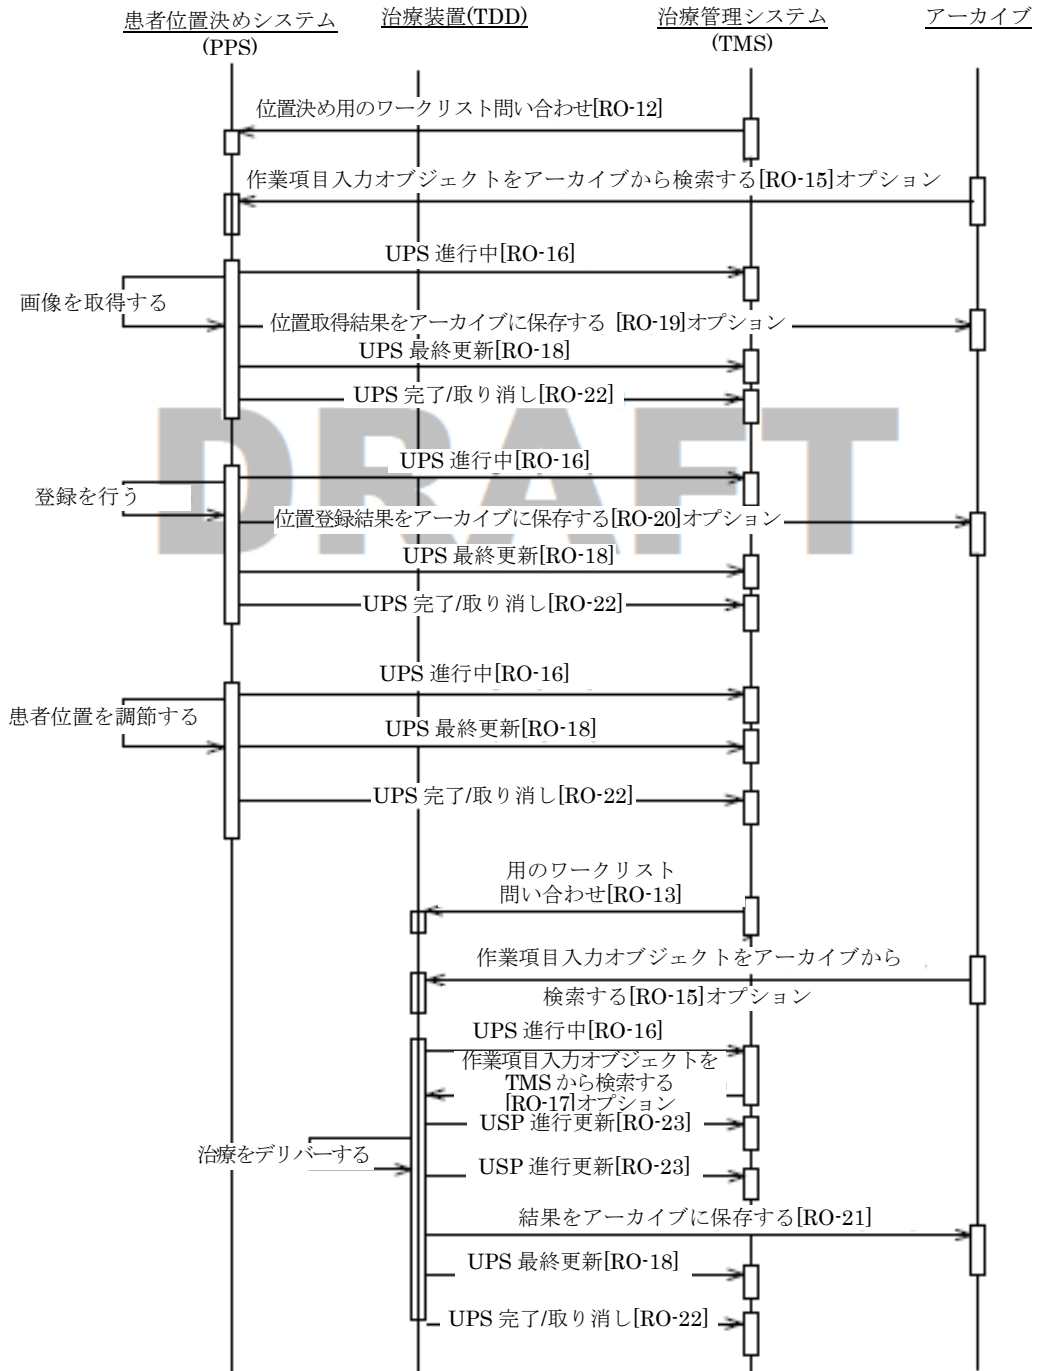 患者位置決めシステム
(PPS)
治療装置(TDD)
治療管理システム
(TMS)
アーカイブ
位置決め用のワークリスト問い合わせ[RO-12]
作業項目入力オブジェクトをアーカイブから検索する[RO-15]オプション
UPS 進行中[RO-16]
画像を取得する
位置取得結果をアーカイブに保存する [RO-19]オプション
UPS 最終更新[RO-18]
UPS 完了/取り消し[RO-22]
DRAFT
UPS 進行中[RO-16]
登録を行う
位置登録結果をアーカイブに保存する[RO-20]オプション
UPS 最終更新[RO-18]
UPS 完了/取り消し[RO-22]
UPS 進行中[RO-16]
患者位置を調節する
UPS 最終更新[RO-18]
UPS 完了/取り消し[RO-22]
用のワークリスト
問い合わせ[RO-13]
作業項目入力オブジェクトをアーカイブから
検索する[RO-15]オプション
UPS 進行中[RO-16]
作業項目入力オブジェクトを
TMS から検索する
[RO-17]オプション
USP 進行更新[RO-23]
治療をデリバーする
USP 進行更新[RO-23]
結果をアーカイブに保存する[RO-21]
UPS 最終更新[RO-18]
UPS 完了/取り消し[RO-22]